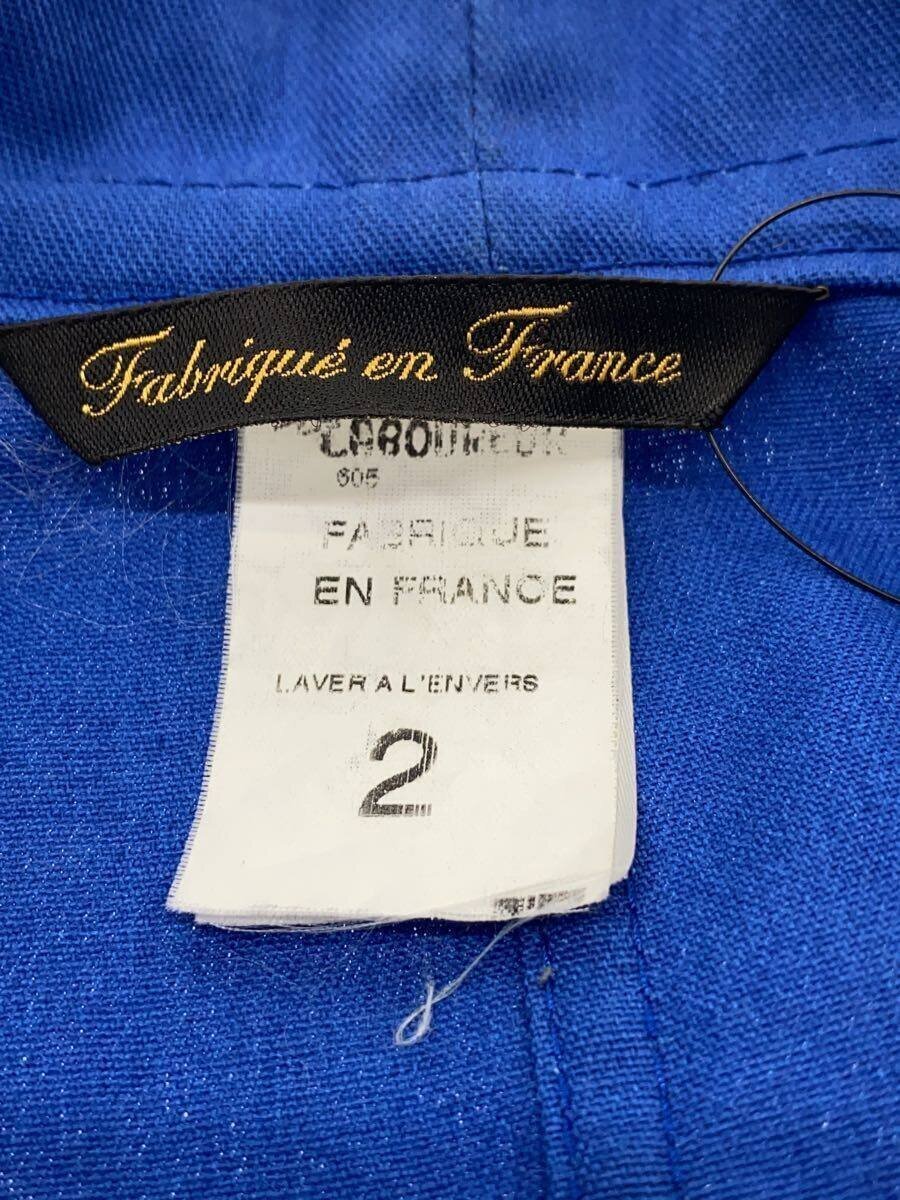 Fabriqué en France
LABOUREUR
605
FABRIQUE
EN FRANCE
LAVER A L'ENVERS
2